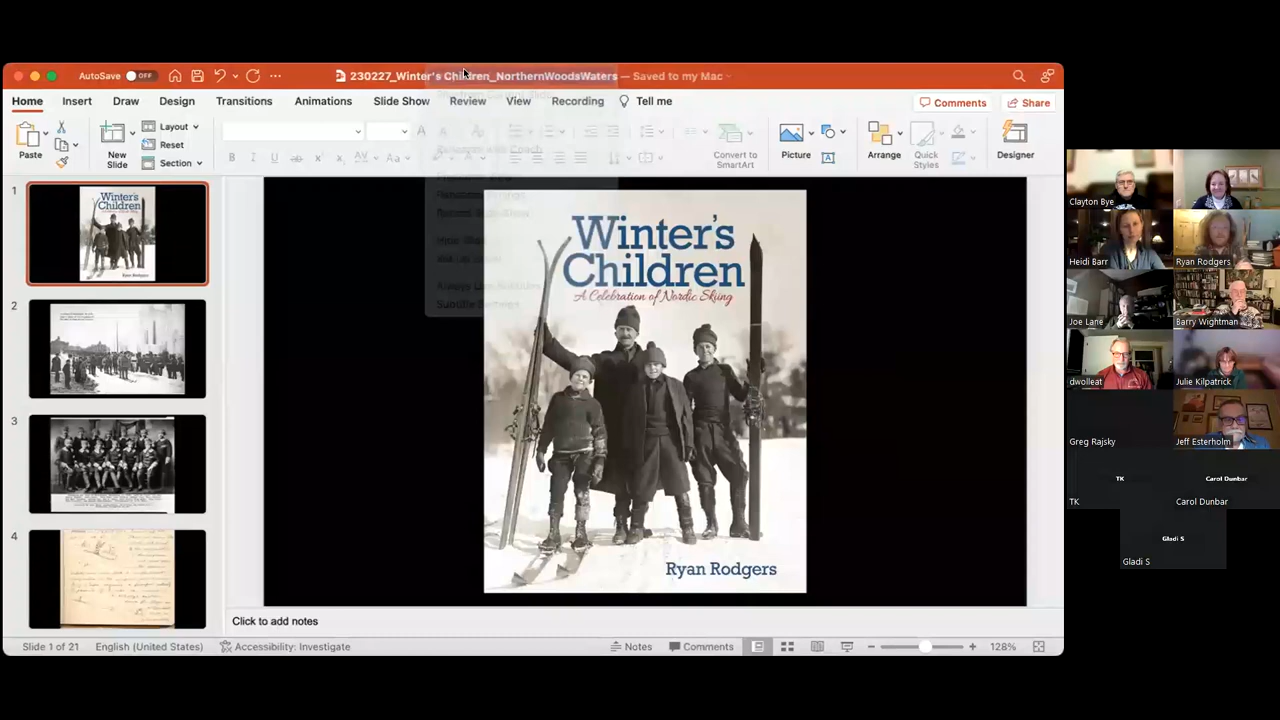 AutoSave OFF
230227_Winter's Children_NorthernWoodsWaters — Saved to my Mac
Home Insert Draw Design Transitions Animations Slide Show Review View Recording Tell me
Comments Share
Paste
New
Slide
Layout
Reset
Section
Convert to
SmartArt
Picture
Arrange
Quick
Styles
Designer
1
Winter's
Children
Ryan Rodgers
2
3
4
Winter's
Children
A Celebration of Nordic Skiing
Ryan Rodgers
Click to add notes
Slide 1 of 21 English (United States) Accessibility: Investigate
Notes Comments 128%
Clayton Bye
Heidi Barr Ryan Rodgers
Joe Lane Barry Wightman
dwolleat Julie Kilpatrick
Greg Rajsky Jeff Esterholm
TK Carol Dunbar
TK Carol Dunbar
Gladi S
Gladi S